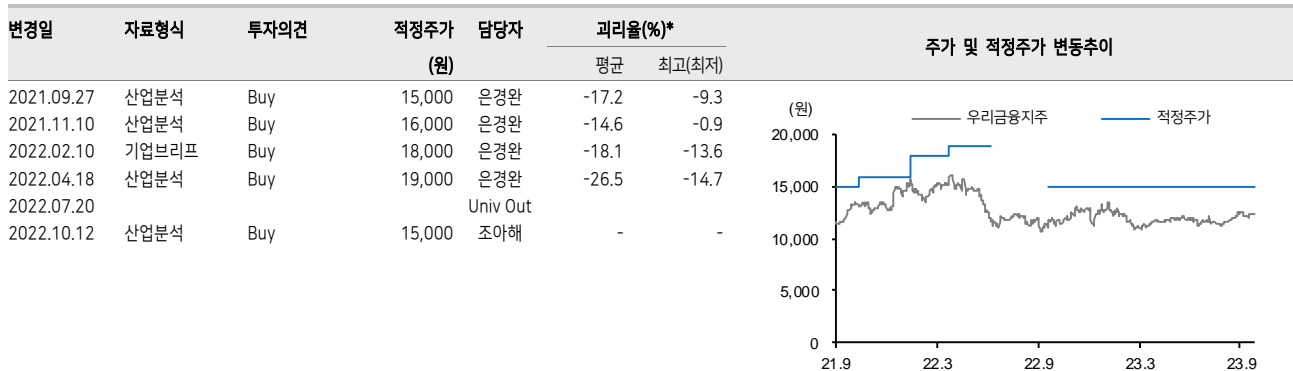 변경일 자료형식 투자의견 적정주가 담당자 괴리율(%)* 주가 및 적정주가 변동추이
(원) 평균 최고(최저)
2021.09.27 산업분석 Buy 15,000 은경완 -17.2 -9.3
2021.11.10 산업분석 Buy 16,000 은경완 -14.6 -0.9
2022.02.10 기업브리프 Buy 18,000 은경완 -18.1 -13.6
2022.04.18 산업분석 Buy 19,000 은경완 -26.5 -14.7
2022.07.20 Univ Out
2022.10.12 산업분석 Buy 15,000 조아해 - -
(원) 우리금융지주 적정주가
20,000
15,000
10,000
5,000
0
21.9 22.3 22.9 23.3 23.9